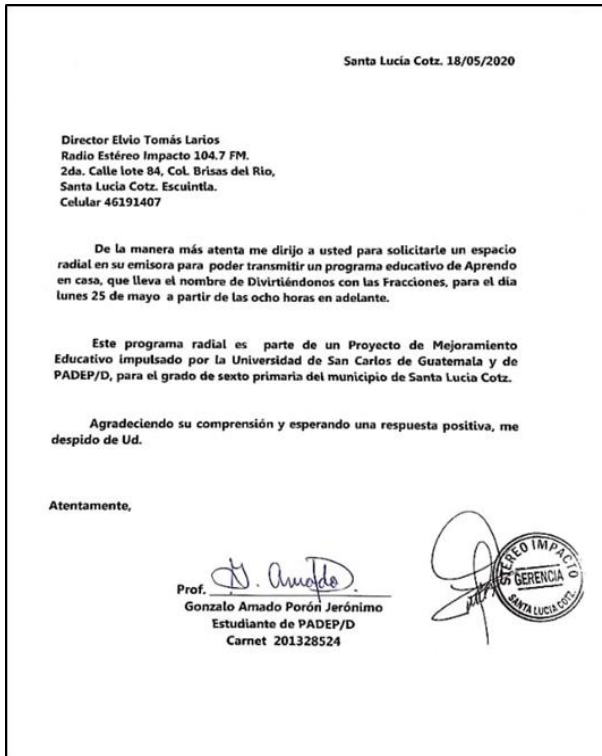 Santa Lucía Cotz. 18/05/2020
Director Elvio Tomás Larios
Radio Estéreo Impacto 104.7 FM.
2da. Calle lote 84, Col. Brisas del Rio,
Santa Lucia Cotz. Escuintla.
Celular 46191407
De la manera más atenta me dirijo a usted para solicitarle un espacio
radial en su emisora para poder transmitir un programa educativo de Aprendo
en casa, que lleva el nombre de Divirtiéndonos con las Fracciones, para el día
lunes 25 de mayo a partir de las ocho horas en adelante.
Este programa radial es parte de un Proyecto de Mejoramiento
Educativo impulsado por la Universidad de San Carlos de Guatemala y de
PADEP/D, para el grado de sexto primaria del municipio de Santa Lucia Cotz.
Agradeciendo su comprensión y esperando una respuesta positiva, me
despido de Ud.
Atentamente,
Prof.
Gonzalo Amado Porón Jerónimo
Estudiante de PADEP/D
Carnet 201328524
STEREO IMPACTO
GERENCIA
SANTA LUCIA COTZ.